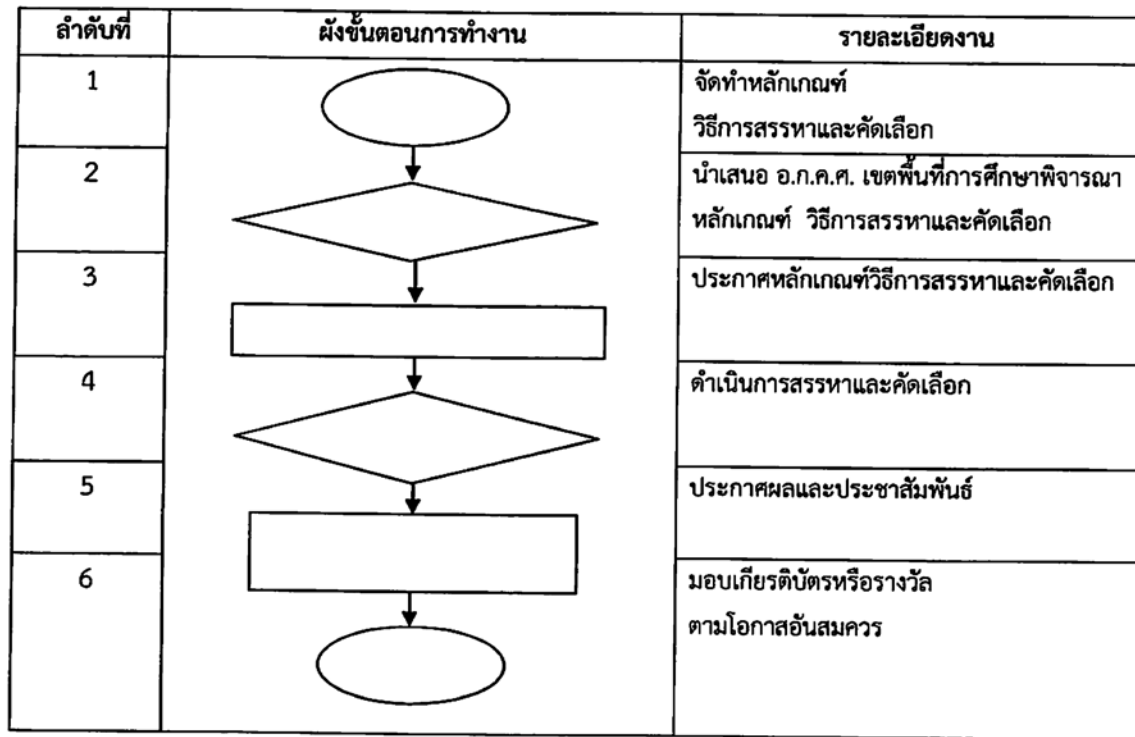 ลำดับที่ ผังขั้นตอนการทำงาน รายละเอียดงาน
1 จัดทำหลักเกณฑ์
วิธีการสรรหาและคัดเลือก
2 นำเสนอ อ.ก.ค.ศ. เขตพื้นที่การศึกษาพิจารณา
หลักเกณฑ์ วิธีการสรรหาและคัดเลือก
3 ประกาศหลักเกณฑ์วิธีการสรรหาและคัดเลือก
4 ดำเนินการสรรหาและคัดเลือก
5 ประกาศผลและประชาสัมพันธ์
6 มอบเกียรติบัตรหรือรางวัล
ตามโอกาสอันสมควร